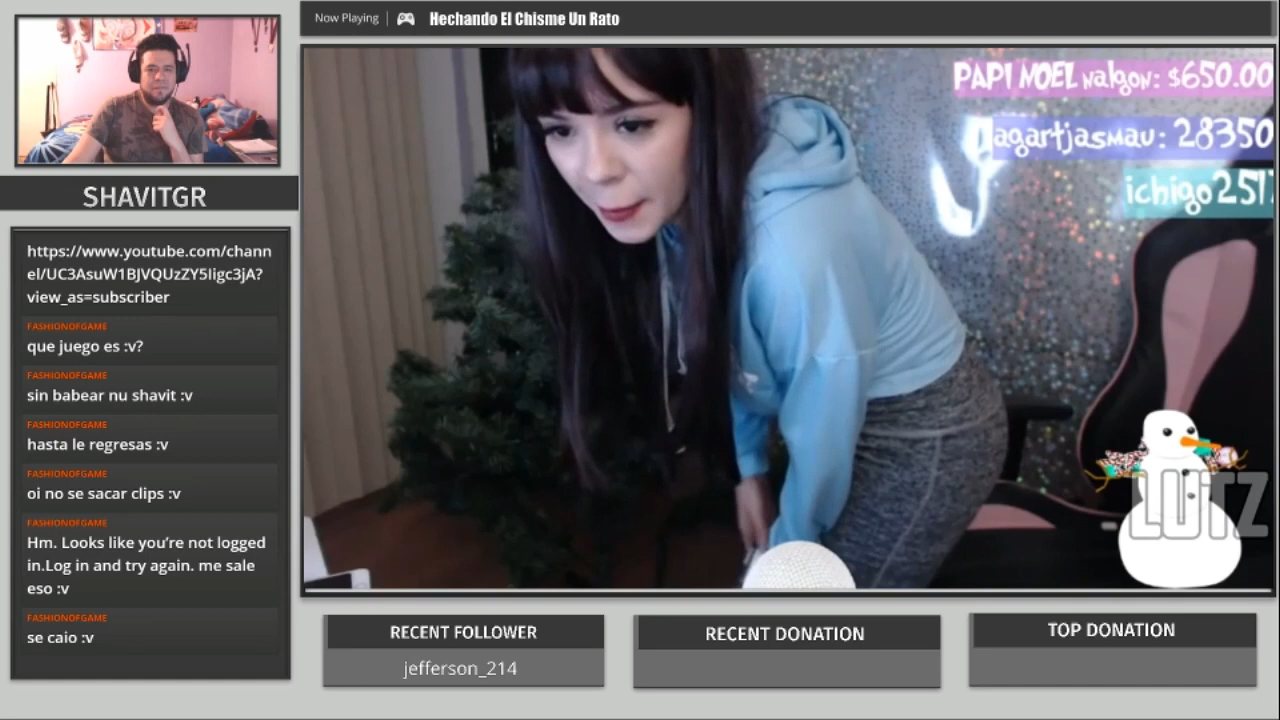 Now Playing
Hechando El Chisme Un Rato
PAPI NOEL nalgon: $650.00
agartjasmau: 28350
ichigo251
SHAVITGR
https://www.youtube.com/chann
el/UC3AsuW1BJVQUzZY5Iigc3jA?
view_as=subscriber
FASHIONOFGAME
que juego es :v?
FASHIONOFGAME
sin babear nu shavit :v
FASHIONOFGAME
hasta le regresas :v
FASHIONOFGAME
oi no se sacar clips :v
FASHIONOFGAME
Hm. Looks like you're not logged
in.Log in and try again. me sale
eso :v
FASHIONOFGAME
se caio :v
LUTZ
RECENT FOLLOWER
jefferson_214
RECENT DONATION
TOP DONATION